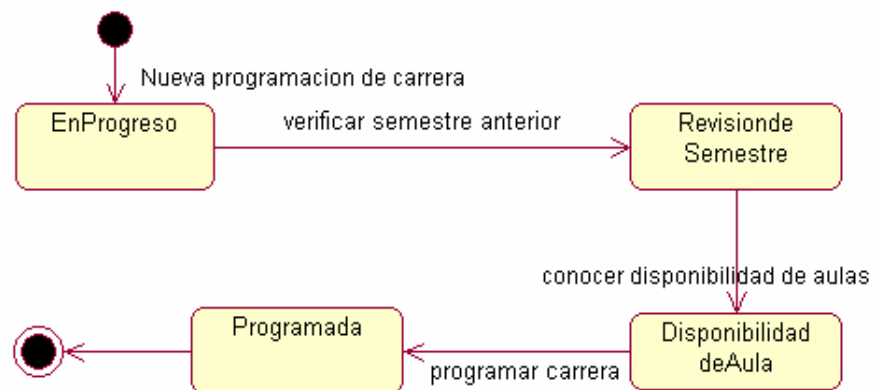 Nueva programacion de carrera
EnProgreso
verificar semestre anterior
Revisionde
Semestre
conocer disponibilidad de aulas
Programada
programar carrera
Disponibilidad
deAula